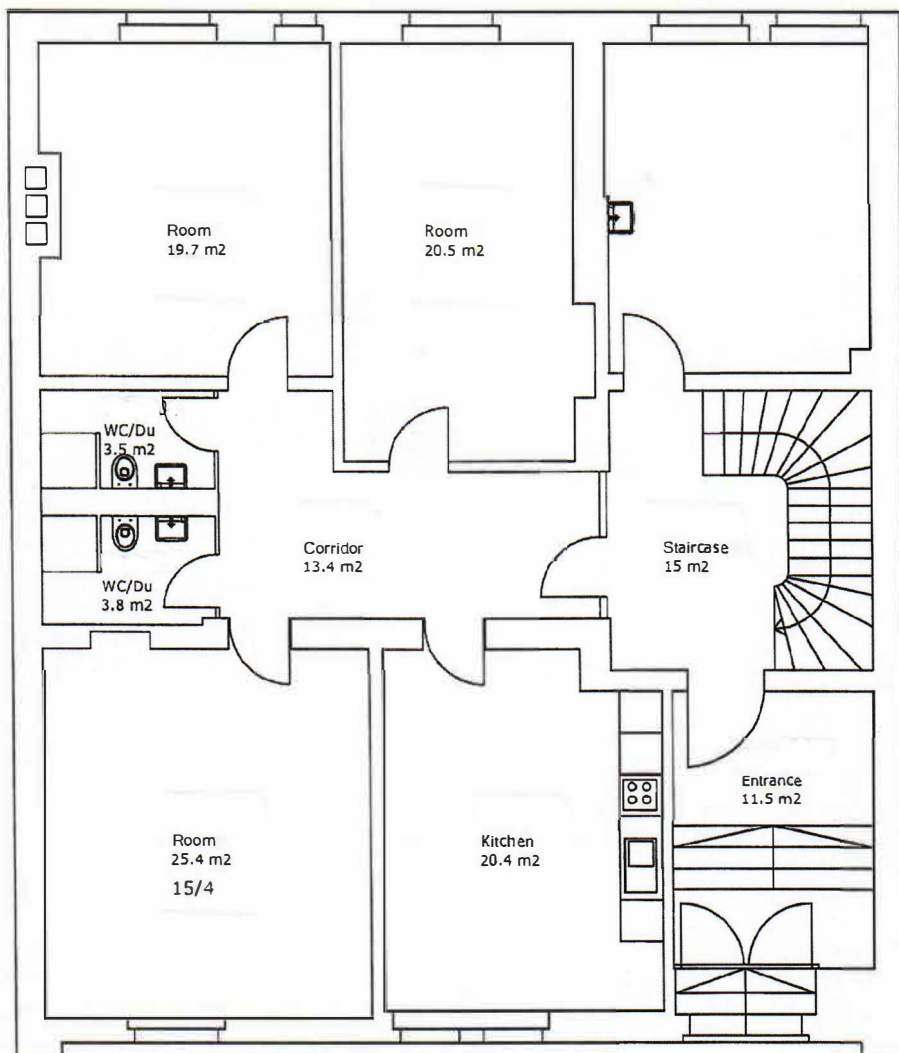 Room
19.7 m2
Room
20.5 m2
WC/Du
3.5 m2
Corridor
13.4 m2
Staircase
15 m2
WC/Du
3.8 m2
Entrance
11.5 m2
Room
25.4 m2
15/4
Kitchen
20.4 m2